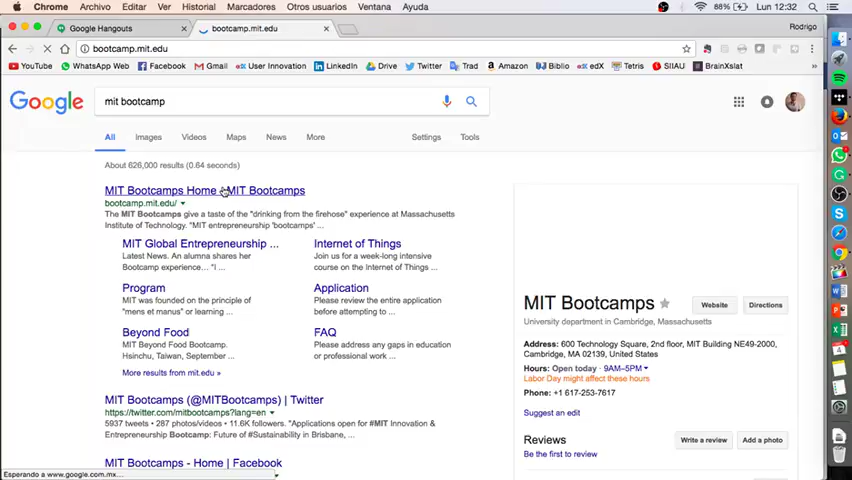 Chrome Archivo Editar Ver Historial Marcadores Otros usuarios Ventana Ayuda Lun 12:32
Google Hangouts bootcamp.mit.edu Rodrigo
bootcamp.mit.edu
YouTube WhatsApp Web Facebook Gmail User Innovation LinkedIn Drive Twitter Trad Amazon BJ Biblio edX Tetris SIIAU BrainXslat
Google mit bootcamp
All Images Videos Maps News More Settings Tools
About 626,000 results (0.64 seconds)
MIT Bootcamps Home - MIT Bootcamps
bootcamp.mit.edu/
The MIT Bootcamps give a taste of the "drinking from the firehose" experience at Massachusetts
Institute of Technology. "MIT entrepreneurship 'bootcamps' ...
MIT Global Entrepreneurship ...
Latest News. An alumna shares her
Bootcamp experience… "I ...
Internet of Things
Join us for a week-long intensive
course on the Internet of Things ...
Program
MIT was founded on the principle of
"mens et manus" or learning ...
Application
Please review the entire application
before attempting to ...
Beyond Food
MIT Beyond Food Bootcamp.
Hsinchu, Taiwan, September ...
FAQ
Please address any gaps in education
or professional work ...
More results from mit.edu »
MIT Bootcamps (@MITBootcamps) | Twitter
https://twitter.com/mitbootcamps?lang=en
5937 tweets • 287 photos/videos • 11.6K followers. "Applications open for #MIT Innovation &
Entrepreneurship Bootcamp: Future of #Sustainability in Brisbane, ...
MIT Bootcamps - Home | Facebook
Esperando a www.google.com.mx...
MIT Bootcamps
Website Directions
University department in Cambridge, Massachusetts
Address: 600 Technology Square, 2nd floor, MIT Building NE49-2000,
Cambridge, MA 02139, United States
Hours: Open today · 9AM–5PM
Labor Day might affect these hours
Phone: +1 617-253-7617
Suggest an edit
Reviews
Write a review Add a photo
Be the first to review